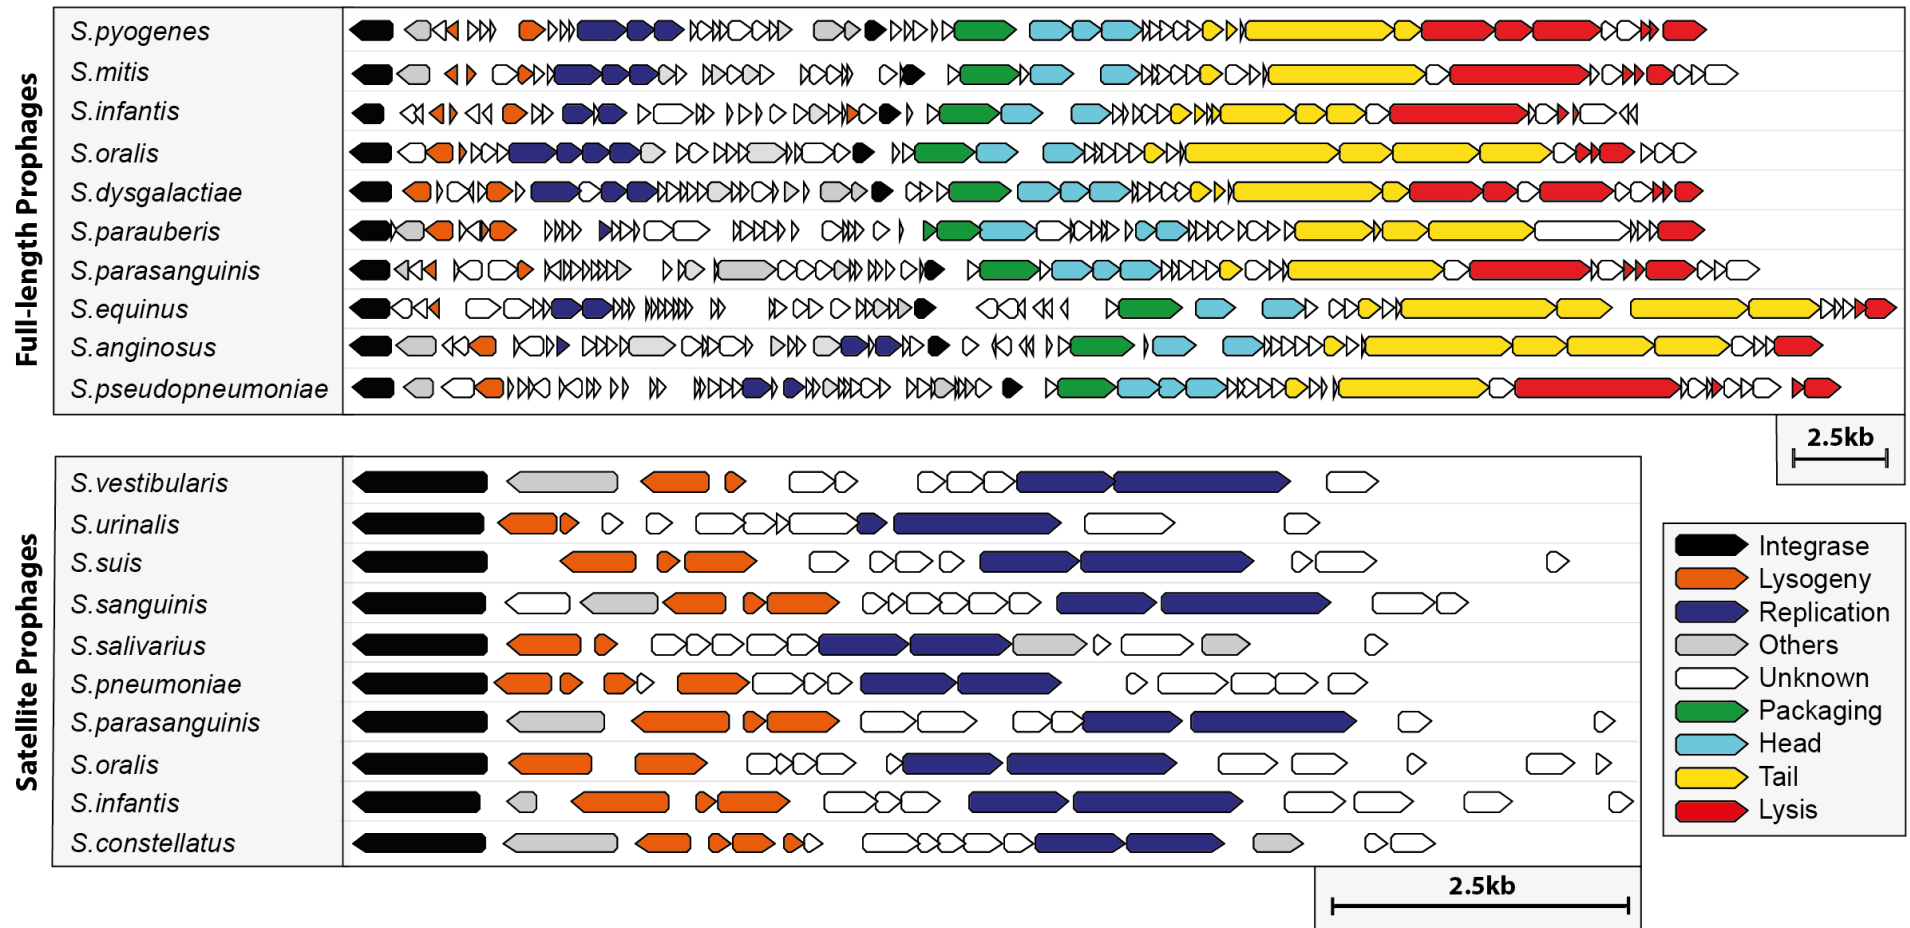 Full-length Prophages
S.pyogenes
S.mitis
S.infantis
S.oralis
S.dysgalactiae
S.parauberis
S.parasanguinis
S.equinus
S.anginosus
S.pseudopneumoniae
2.5kb
Satellite Prophages
S.vestibularis
S.urinalis
S.suis
S.sanguinis
S.salivarius
S.pneumoniae
S.parasanguinis
S.oralis
S.infantis
S.constellatus
2.5kb
Integrase
Lysogeny
Replication
Others
Unknown
Packaging
Head
Tail
Lysis